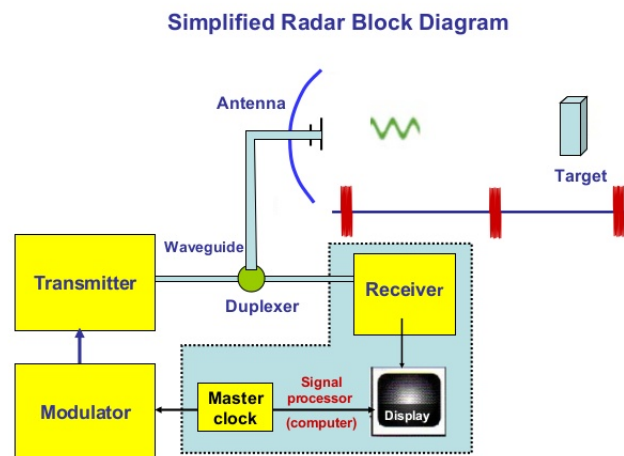 Simplified Radar Block Diagram
Antenna
Target
Waveguide
Transmitter
Duplexer
Receiver
Modulator
Master
clock
Signal
processor
(computer)
Display